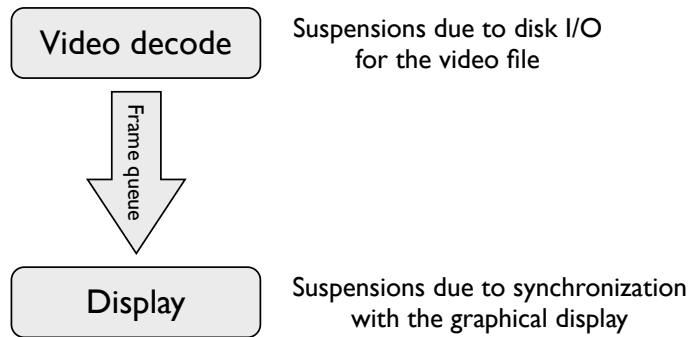 Video decode
Suspensions due to disk I/O
for the video file
Frame queue
Display
Suspensions due to synchronization
with the graphical display